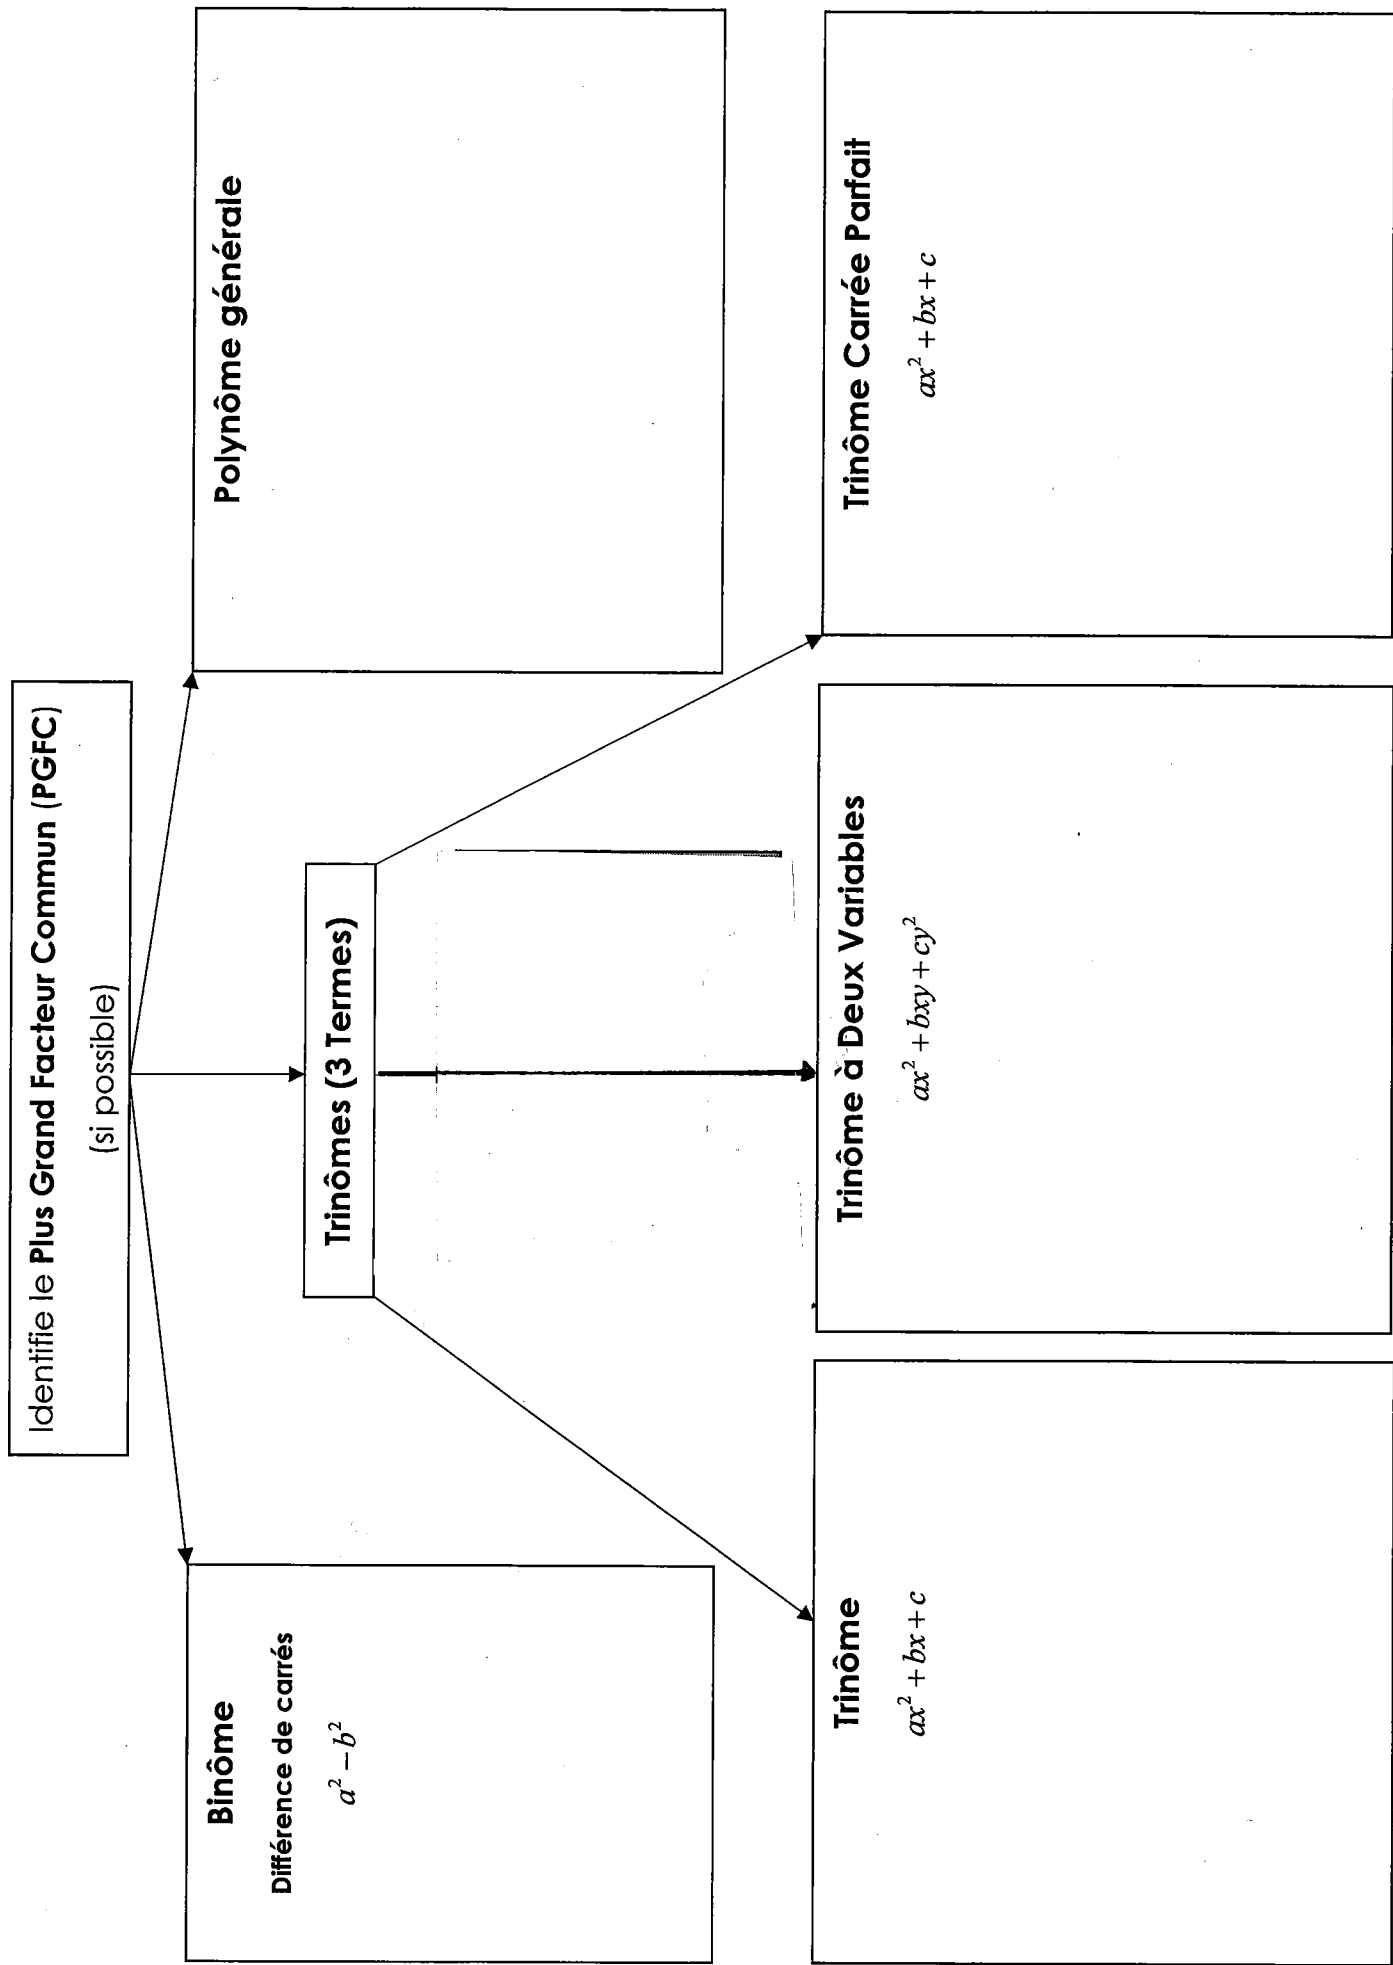 Identifie le Plus Grand Facteur Commun (PGFC)
(si possible)
Binôme
Différence de carrés
a² − b²
Trinômes (3 Termes)
Polynôme générale
Trinôme
ax² + bx + c
Trinôme à Deux Variables
ax² + bxy + cy²
Trinôme Carrée Parfait
ax² + bx + c